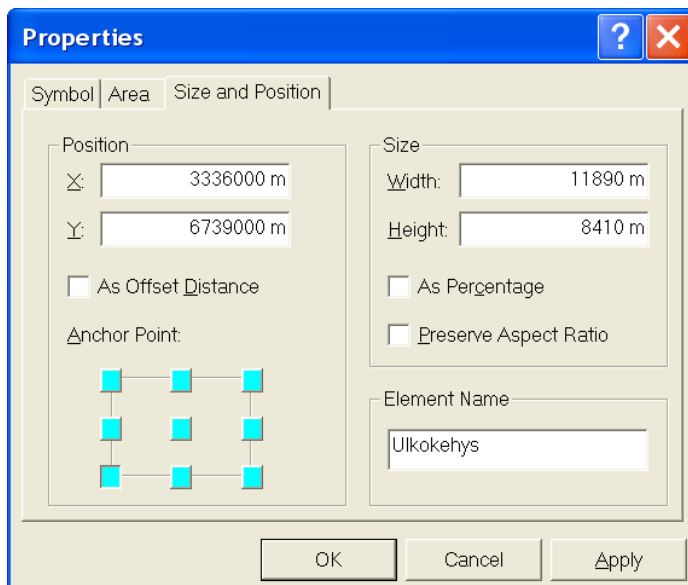 Properties
?
Symbol Area Size and Position
Position
X: 3336000 m
Y: 6739000 m
As Offset Distance
Anchor Point:
Size
Width: 11890 m
Height: 8410 m
As Percentage
Preserve Aspect Ratio
Element Name
Ulkokehys
OK Cancel Apply